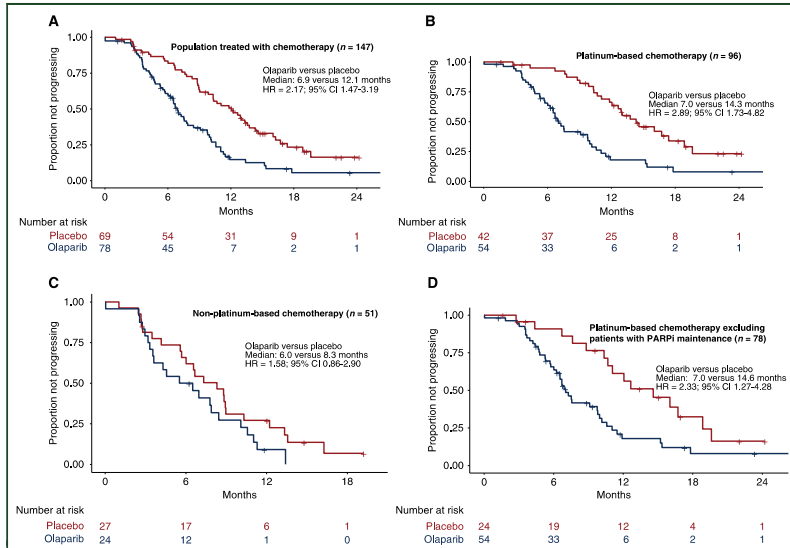 A
Population treated with chemotherapy (n = 147)
Olaparib versus placebo
Median: 6.9 versus 12.1 months
HR = 2.17; 95% CI 1.47-3.19
Proportion not progressing
1.00
0.75
0.50
0.25
0.00
0 6 12 18 24
Months
Number at risk
Placebo 69 54 31 9 1
Olaparib 78 45 7 2 1
B
Platinum-based chemotherapy (n = 96)
Olaparib versus placebo
Median 7.0 versus 14.3 months
HR = 2.89; 95% CI 1.73–4.82
Proportion not progressing
1.00
0.75
0.50
0.25
0.00
0 6 12 18 24
Months
Number at risk
Placebo 42 37 25 8 1
Olaparib 54 33 6 2 1
C
Non-platinum-based chemotherapy (n = 51)
Olaparib versus placebo
Median: 6.0 versus 8.3 months
HR = 1.58; 95% CI 0.86-2.90
Proportion not progressing
1.00
0.75
0.50
0.25
0.00
0 6 12 18
Months
Number at risk
Placebo 27 17 6 1
Olaparib 24 12 1 0
D
Platinum-based chemotherapy excluding
patients with PARPi maintenance (n = 78)
Olaparib versus placebo
Median: 7.0 versus 14.6 months
HR = 2.33; 95% CI 1.27-4.28
Proportion not progressing
1.00
0.75
0.50
0.25
0.00
0 6 12 18 24
Months
Number at risk
Placebo 24 19 12 4 1
Olaparib 54 33 6 2 1